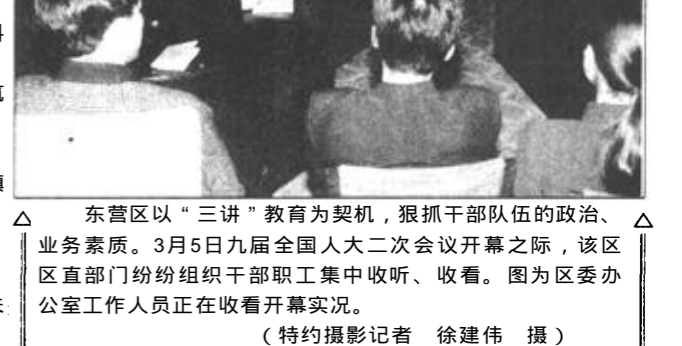 东营区以“三讲”教育为契机，狠抓干部队伍的政治、
业务素质。3月5日九届全国人大二次会议开幕之际，该区
区直部门纷纷组织干部职工集中收听、收看。图为区委办
公室工作人员正在收看开幕实况。
（特约摄影记者　徐建伟　摄）